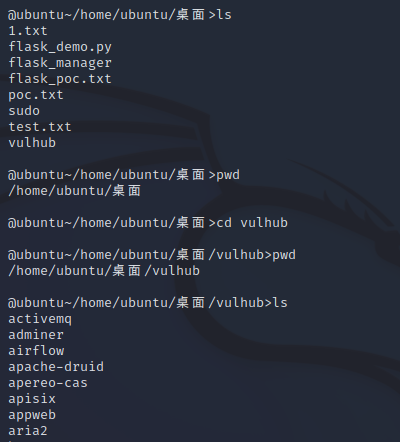 @ubuntu~/home/ubuntu/桌面>ls
1.txt
flask_demo.py
flask_manager
flask_poc.txt
poc.txt
sudo
test.txt
vulhub
@ubuntu~/home/ubuntu/桌面>pwd
/home/ubuntu/桌面
@ubuntu~/home/ubuntu/桌面>cd vulhub
@ubuntu~/home/ubuntu/桌面/vulhub>pwd
/home/ubuntu/桌面/vulhub
@ubuntu~/home/ubuntu/桌面/vulhub>ls
activemq
adminer
airflow
apache-druid
apereo-cas
apisix
appweb
aria2